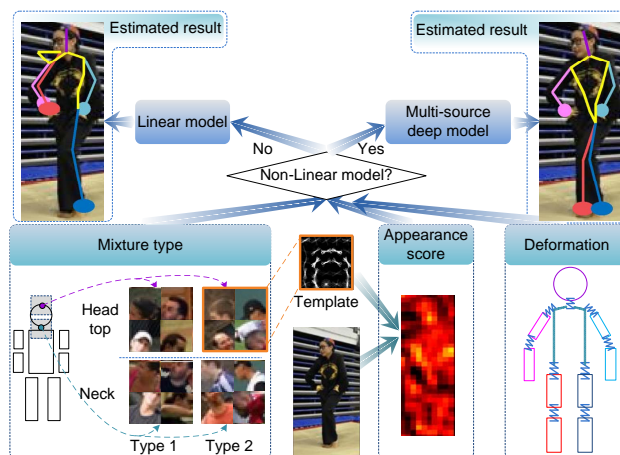 Estimated result
Estimated result
Linear model
Multi-source
deep model
No
Yes
Non-Linear model?
Mixture type
Appearance
score
Deformation
Head
top
Template
Neck
Type 1
Type 2